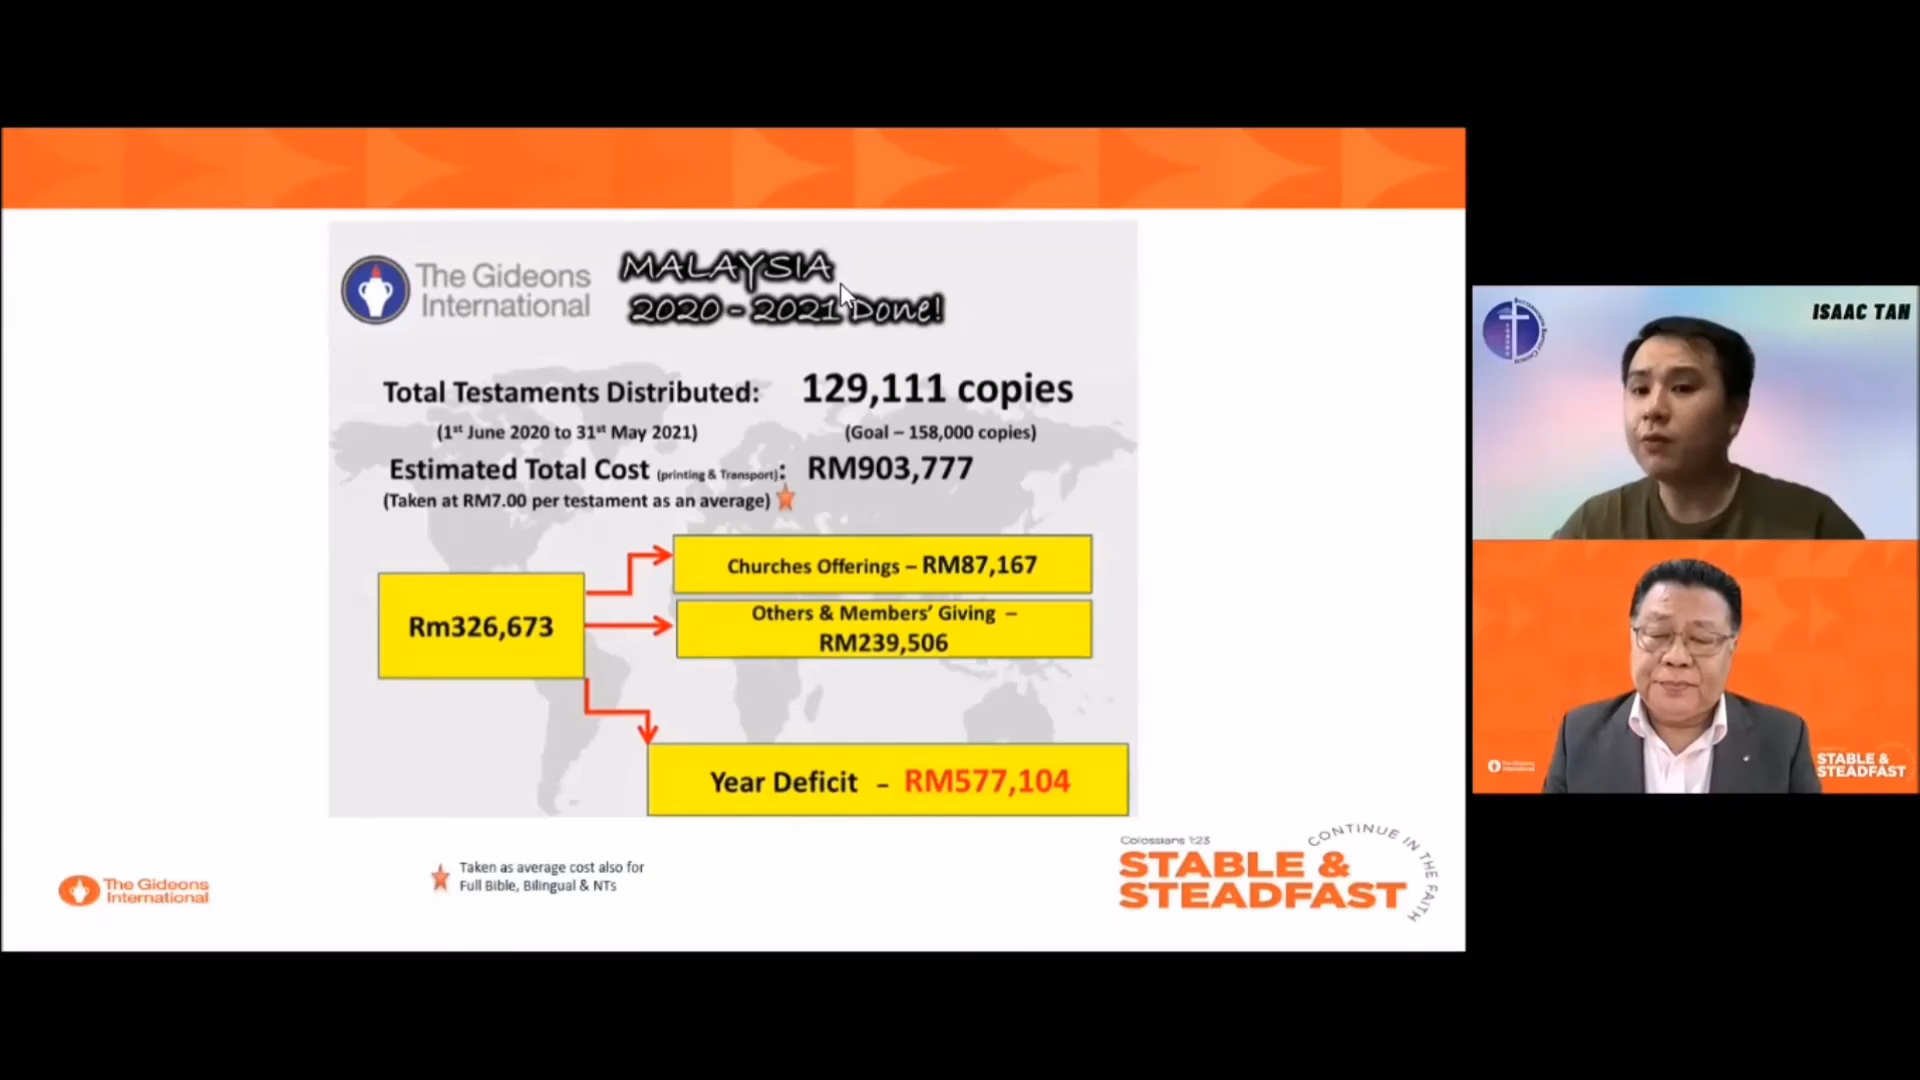 The Gideons
International
MALAYSIA
2020 - 2021 Done!
Total Testaments Distributed: 129,111 copies
(1st June 2020 to 31st May 2021) (Goal – 158,000 copies)
Estimated Total Cost (printing & Transport): RM903,777
(Taken at RM7.00 per testament as an average)
Rm326,673
Churches Offerings – RM87,167
Others & Members’ Giving –
RM239,506
Year Deficit – RM577,104
Taken as average cost also for
Full Bible, Bilingual & NTs
The Gideons
International
Colossians 1:23
STABLE &
STEADFAST
CONTINUE IN THE FAITH
ISAAC TAN
The Gideons
International
STABLE &
STEADFAST